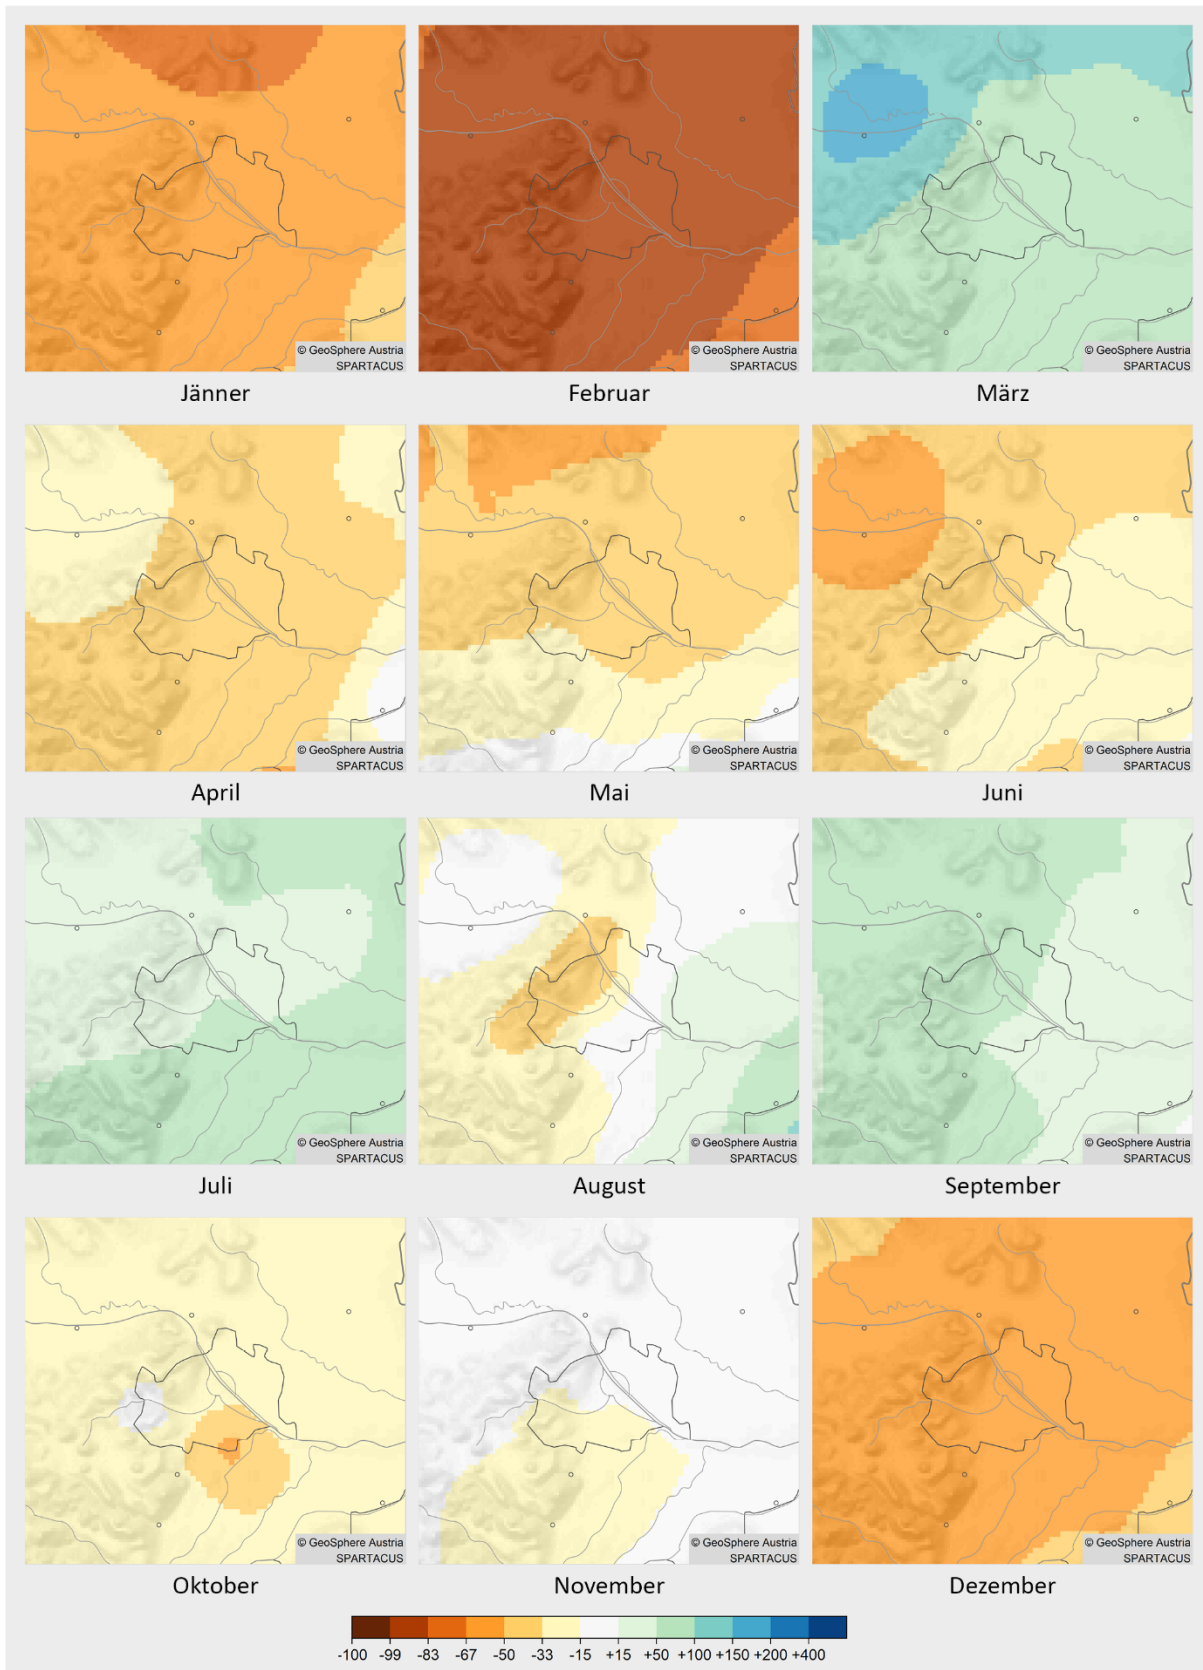 © GeoSphere Austria
SPARTACUS
© GeoSphere Austria
SPARTACUS
© GeoSphere Austria
SPARTACUS
Jänner
Februar
März
© GeoSphere Austria
SPARTACUS
© GeoSphere Austria
SPARTACUS
© GeoSphere Austria
SPARTACUS
April
Mai
Juni
© GeoSphere Austria
SPARTACUS
© GeoSphere Austria
SPARTACUS
© GeoSphere Austria
SPARTACUS
Juli
August
September
© GeoSphere Austria
SPARTACUS
© GeoSphere Austria
SPARTACUS
© GeoSphere Austria
SPARTACUS
Oktober
November
Dezember
-100 -99 -83 -67 -50 -33 -15 +15 +50 +100 +150 +200 +400